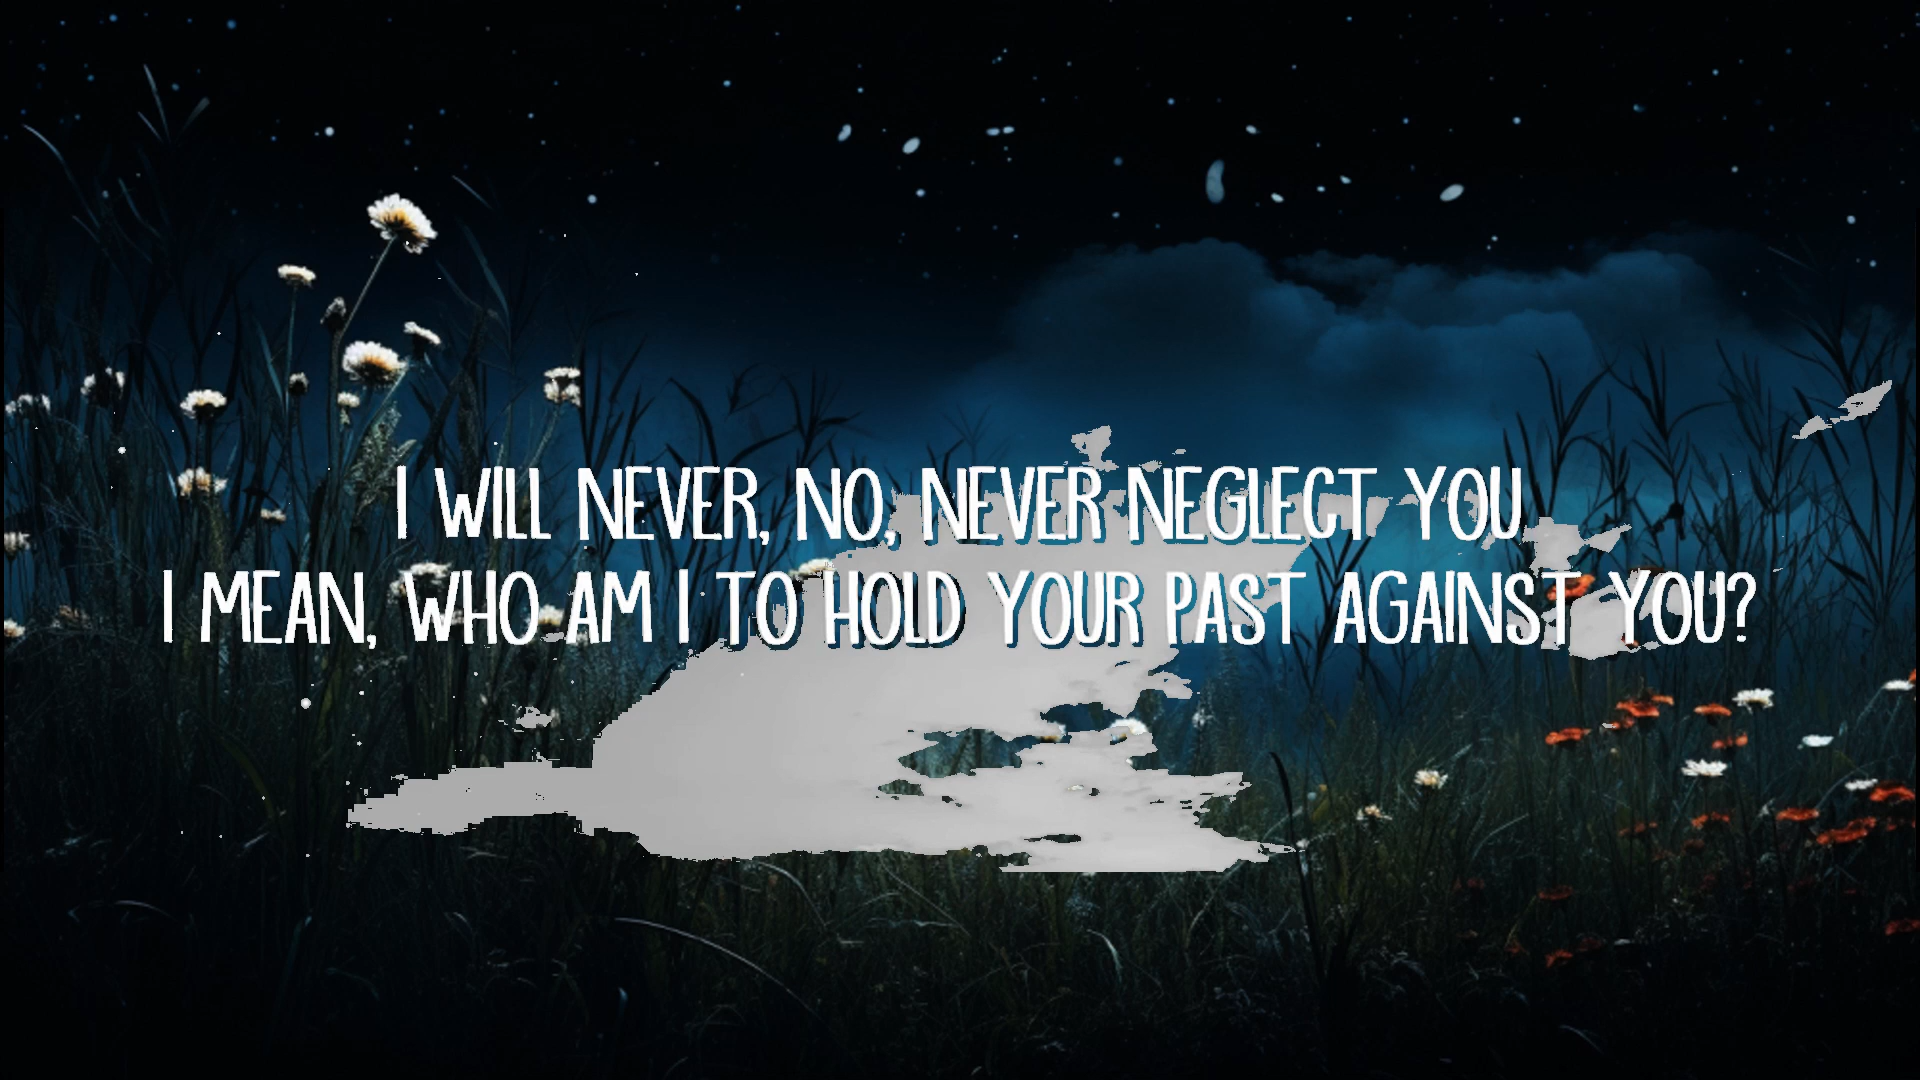 I WILL NEVER, NO, NEVER NEGLECT YOU
I MEAN, WHO AM I TO HOLD YOUR PAST AGAINST YOU?